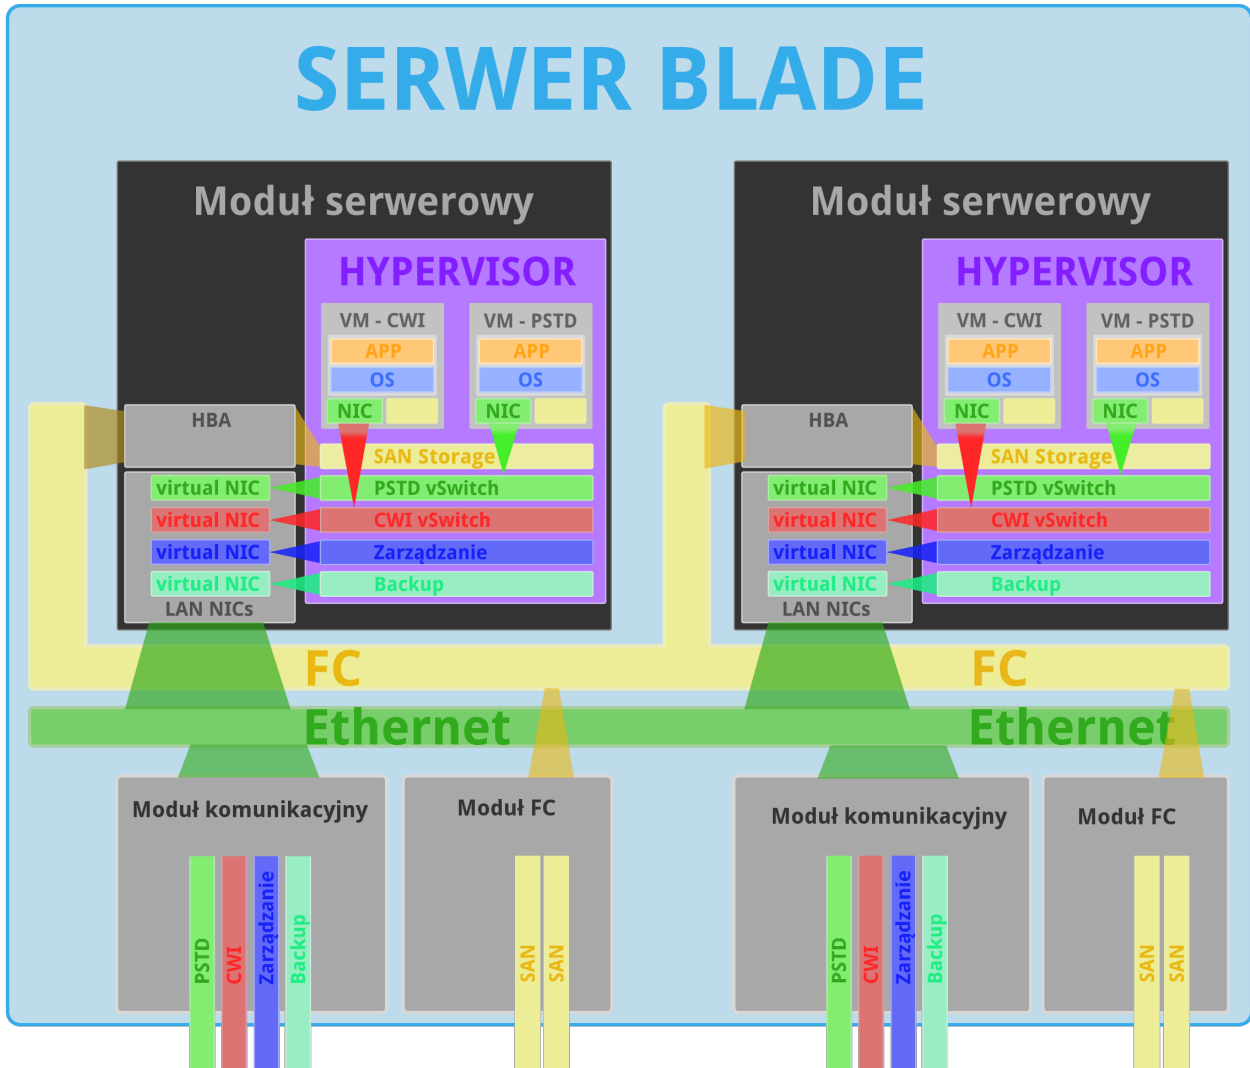 SERWER BLADE
Moduł serwerowy
HYPERVISOR
VM - CWI
VM - PSTD
APP
APP
OS
OS
NIC
NIC
HBA
SAN Storage
virtual NIC
PSTD vSwitch
virtual NIC
CWI vSwitch
virtual NIC
Zarządzanie
virtual NIC
Backup
LAN NICs
Moduł serwerowy
HYPERVISOR
VM - CWI
VM - PSTD
APP
APP
OS
OS
NIC
NIC
HBA
SAN Storage
virtual NIC
PSTD vSwitch
virtual NIC
CWI vSwitch
virtual NIC
Zarządzanie
virtual NIC
Backup
LAN NICs
FC
FC
Ethernet
Ethernet
Moduł komunikacyjny
PSTD
CWI
Zarządzanie
Backup
Moduł FC
SAN
SAN
Moduł komunikacyjny
PSTD
CWI
Zarządzanie
Backup
Moduł FC
SAN
SAN